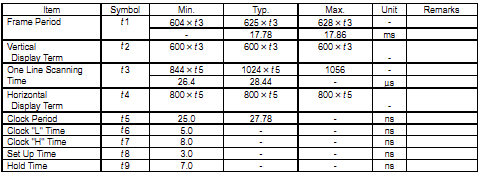 Item Symbol Min. Typ. Max. Unit Remarks
Frame Period t1 604×t3 625×t3 628×t3 -
- 17.78 17.86 ms
Vertical Display Term t2 600×t3 600×t3 600×t3 -
One Line Scanning Time t3 844×t5 1024×t5 1056 -
26.4 28.44 - μs
Horizontal Display Term t4 800×t5 800×t5 800×t5 -
Clock Period t5 25.0 27.78 - ns
Clock "L" Time t6 5.0 - - ns
Clock "H" Time t7 8.0 - - ns
Set Up Time t8 3.0 - - ns
Hold Time t9 7.0 - - ns